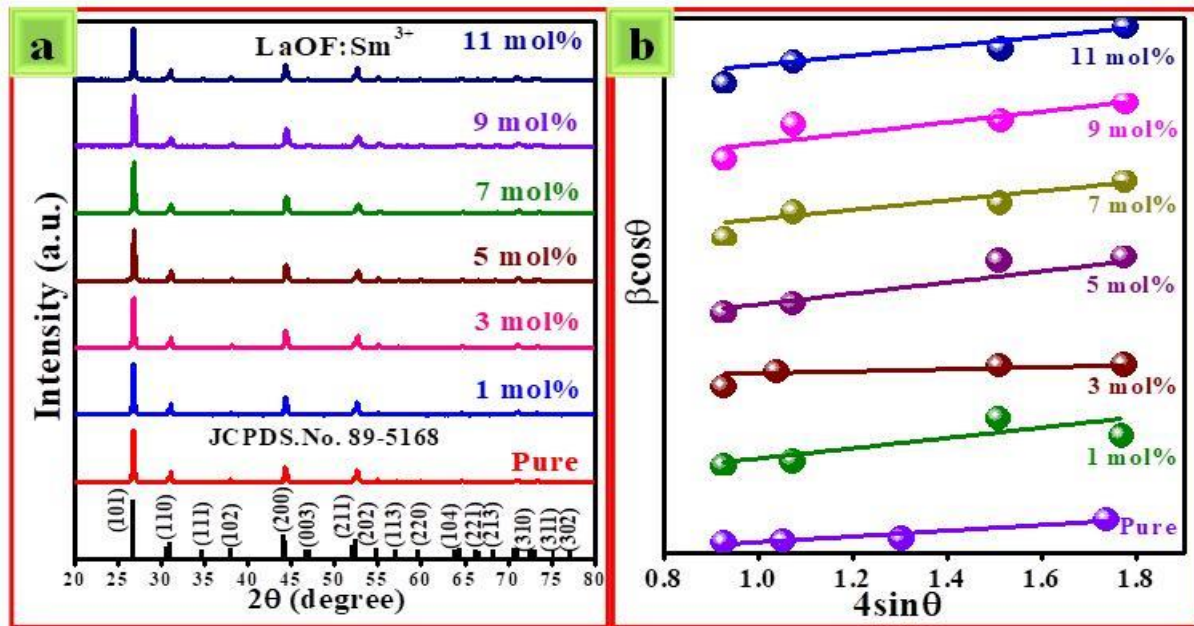 a
LaOF:Sm³⁺
11 mol%
9 mol%
7 mol%
5 mol%
3 mol%
1 mol%
JCPDS.No. 89-5168
Pure
(101)
(110)
(111)
(102)
(200)
(003)
(211)
(202)
(113)
(220)
(104)
(221)
(213)
(310)
(311)
(302)
20 25 30 35 40 45 50 55 60 65 70 75 80
2θ (degree)
Intensity (a.u.)
b
11 mol%
9 mol%
7 mol%
5 mol%
3 mol%
1 mol%
Pure
βcosθ
0.8 1.0 1.2 1.4 1.6 1.8
4sinθ